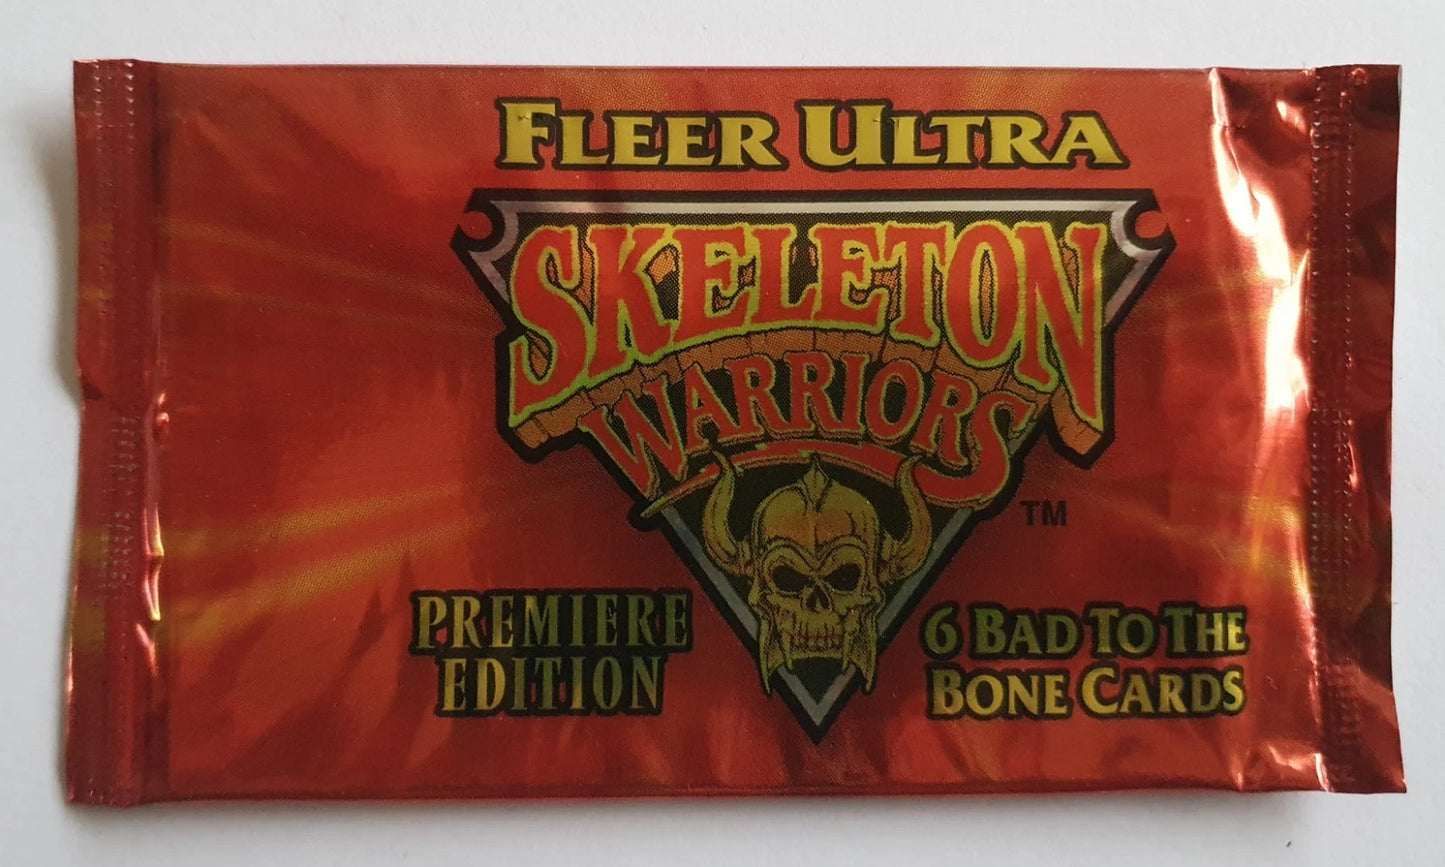 FLEER ULTRA
SKELETON
WARRIORS
TM
PREMIERE
EDITION
6 BAD TO THE
BONE CARDS